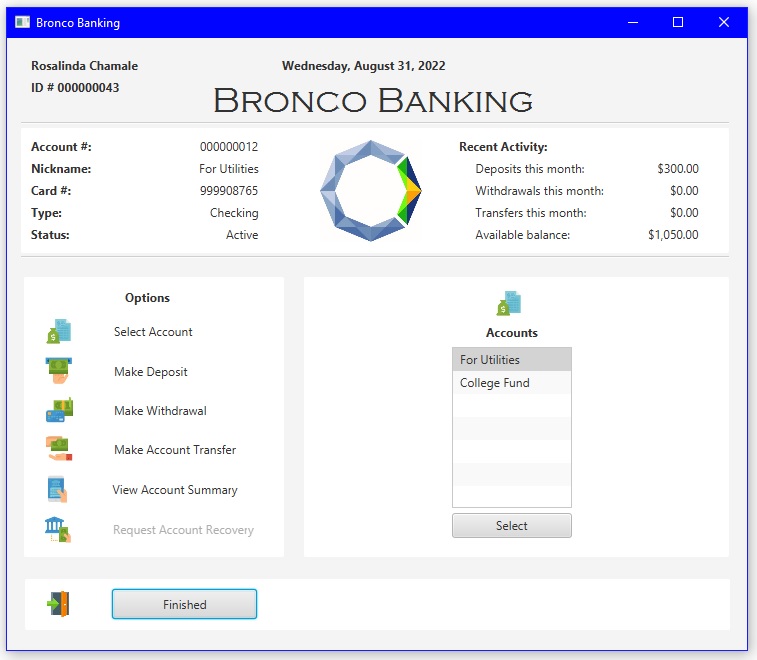 Bronco Banking
Rosalinda Chamale
Wednesday, August 31, 2022
ID # 000000043
BRONCO BANKING
Account #: 000000012
Nickname: For Utilities
Card #: 999908765
Type: Checking
Status: Active
Recent Activity:
Deposits this month: $300.00
Withdrawals this month: $0.00
Transfers this month: $0.00
Available balance: $1,050.00
Options
Select Account
Make Deposit
Make Withdrawal
Make Account Transfer
View Account Summary
Request Account Recovery
Accounts
For Utilities
College Fund
Select
Finished